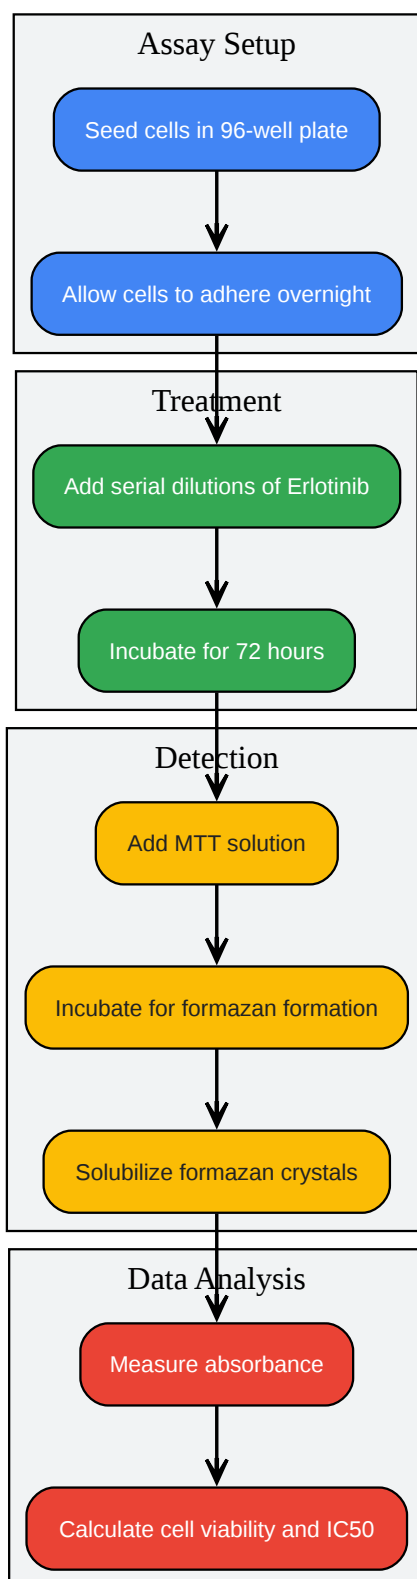 Assay Setup
Seed cells in 96-well plate
Allow cells to adhere overnight
Treatment
Add serial dilutions of Erlotinib
Incubate for 72 hours
Detection
Add MTT solution
Incubate for formazan formation
Solubilize formazan crystals
Data Analysis
Measure absorbance
Calculate cell viability and IC50